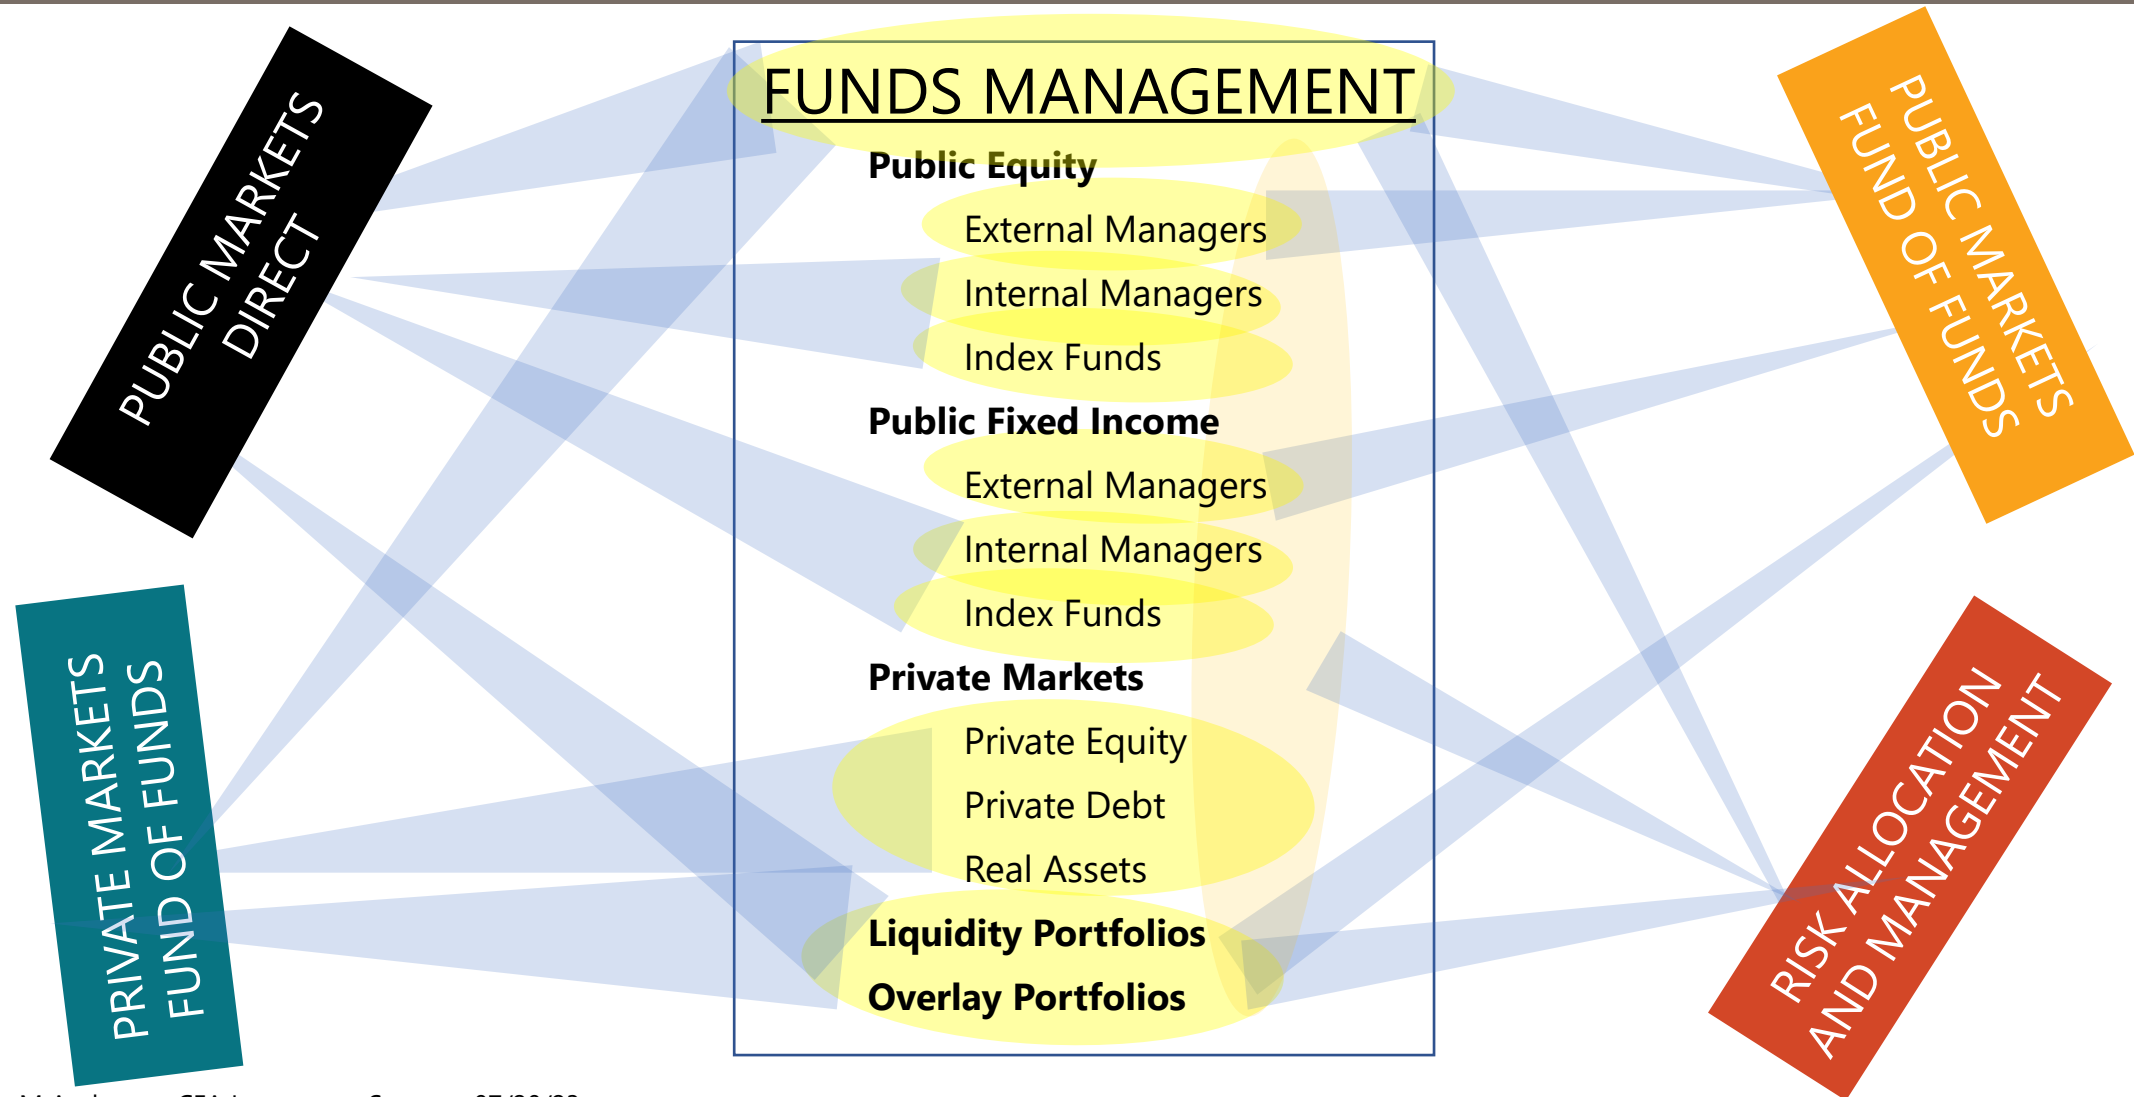 PUBLIC MARKETS
DIRECT
PRIVATE MARKETS
FUND OF FUNDS
FUNDS MANAGEMENT
Public Equity
External Managers
Internal Managers
Index Funds
Public Fixed Income
External Managers
Internal Managers
Index Funds
Private Markets
Private Equity
Private Debt
Real Assets
Liquidity Portfolios
Overlay Portfolios
PUBLIC MARKETS
FUND OF FUNDS
RISK ALLOCATION
AND MANAGEMENT